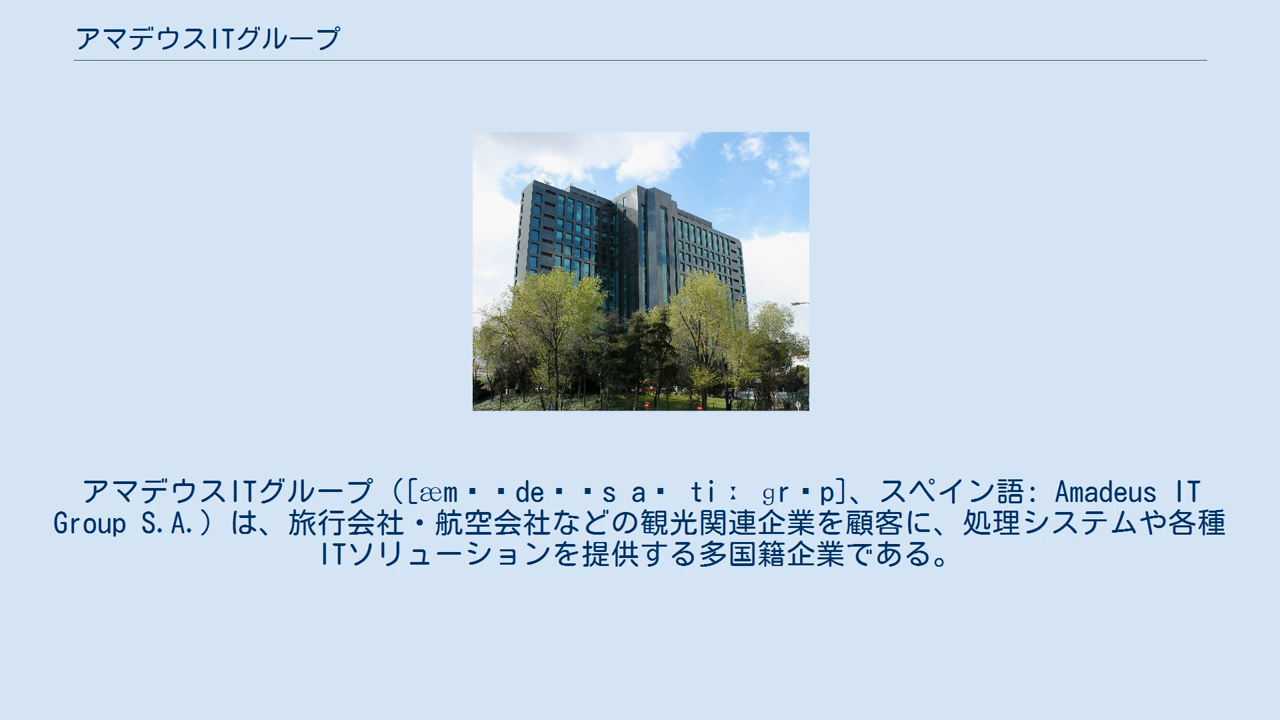 アマデウスITグループ
アマデウスITグループ（[æm▪▪de▪▪s a▪ tiː ɡr▪p]、スペイン語: Amadeus IT
Group S.A.）は、旅行会社・航空会社などの観光関連企業を顧客に、処理システムや各種
ITソリューションを提供する多国籍企業である。